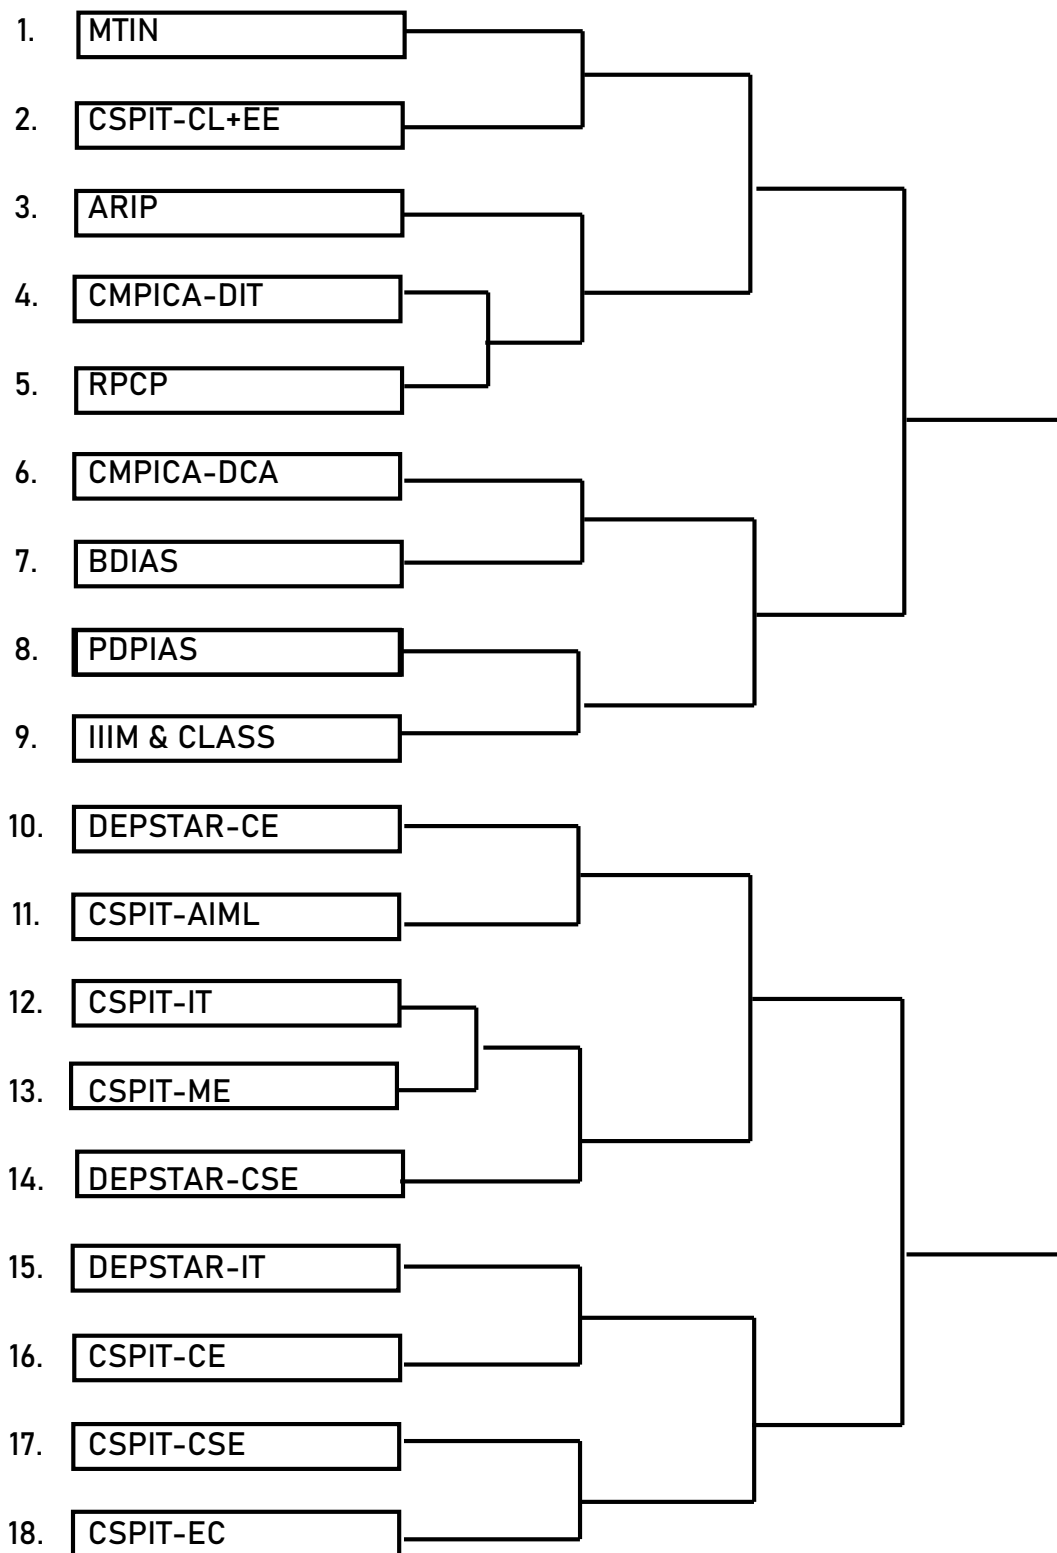 1. MTIN
2. CSPIT-CL+EE
3. ARIP
4. CMPICA-DIT
5. RPCP
6. CMPICA-DCA
7. BDIAS
8. PDPIAS
9. IIIM & CLASS
10. DEPSTAR-CE
11. CSPIT-AIML
12. CSPIT-IT
13. CSPIT-ME
14. DEPSTAR-CSE
15. DEPSTAR-IT
16. CSPIT-CE
17. CSPIT-CSE
18. CSPIT-EC